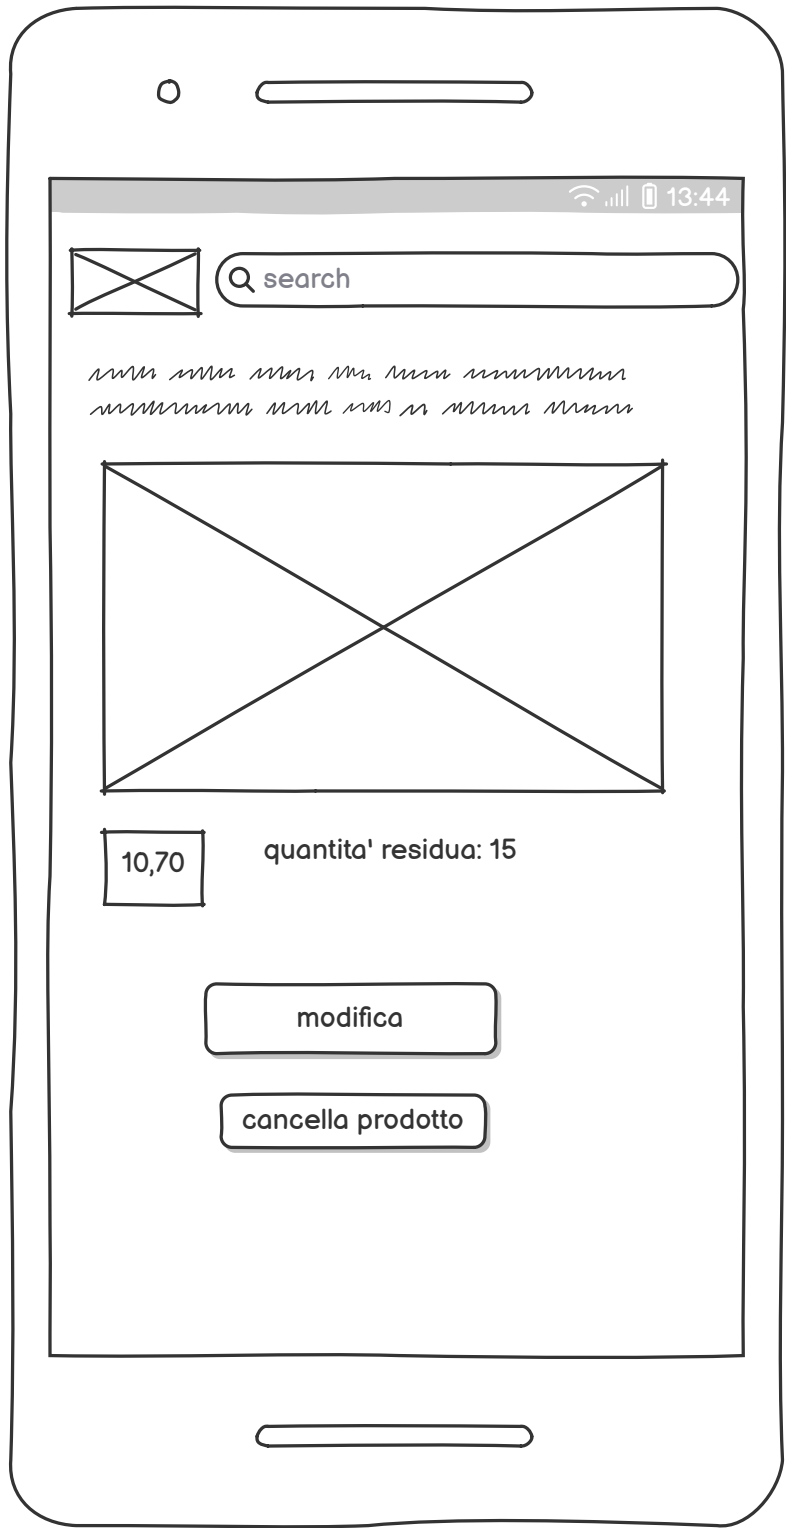 13:44
search
10,70
quantita' residua: 15
modifica
cancella prodotto